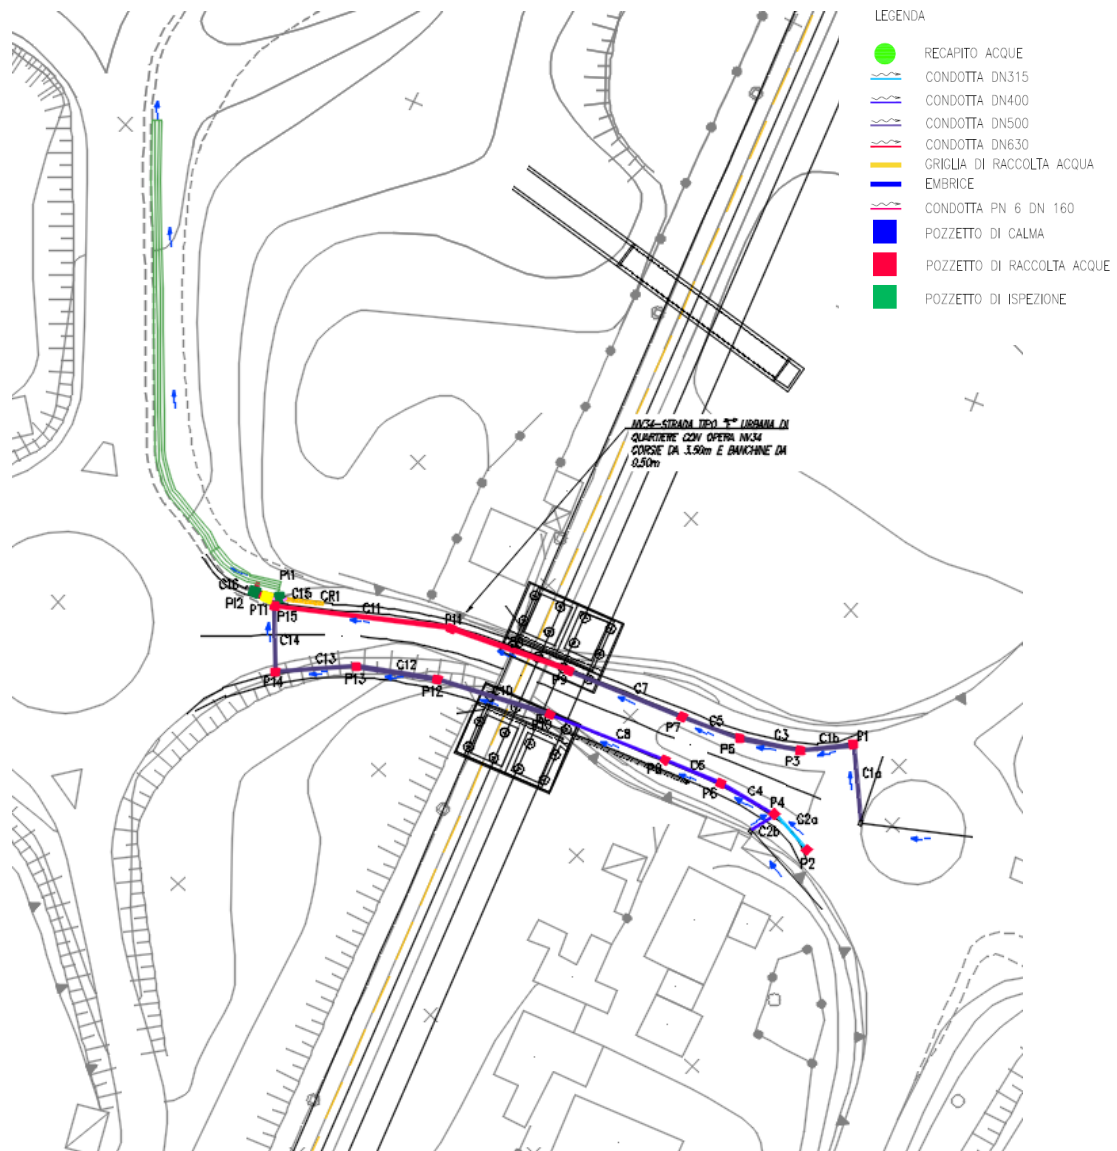 LEGENDA
RECAPITO ACQUE
CONDOTTA DN315
CONDOTTA DN400
CONDOTTA DN500
CONDOTTA DN630
GRIGLIA DI RACCOLTA ACQUA
EMBRICE
CONDOTTA PN 6 DN 160
POZZETTO DI CALMA
POZZETTO DI RACCOLTA ACQUE
POZZETTO DI ISPEZIONE
NV34-STRADA TIPO "E" URBANA DI
QUARTIERE CON OPERA NV34
CORSIE DA 3.50m E BANCHINE DA
0.50m
PI1
C16
C15
CR1
PI2
PT1
P15
C11
P11
C14
C13
C12
P14
P13
P12
C10
P9
C7
P7
C5
P5
C3
P3
C1b
P1
C1a
C8
P8
P6
C4
P4
C2a
C2b
P2